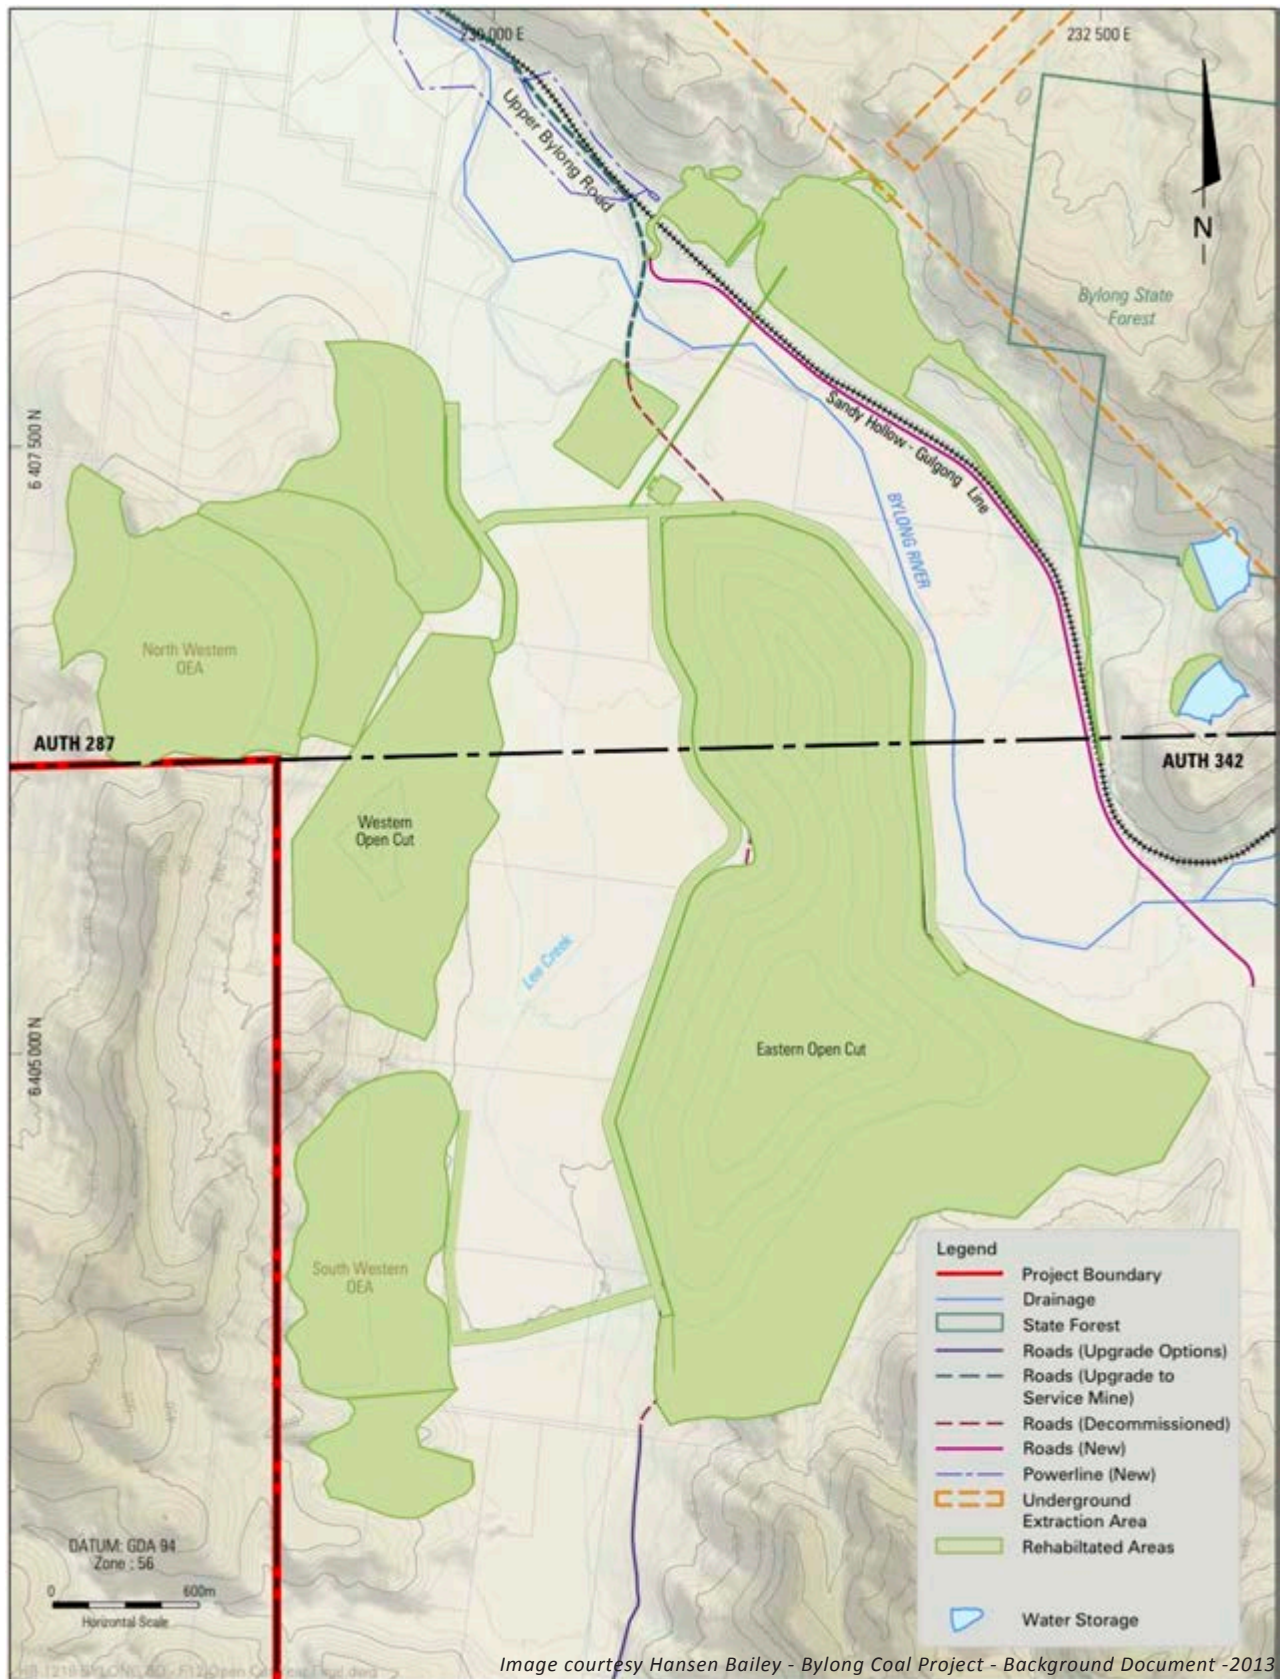 230 000 E
232 500 E
Upper Bylong Road
N
Bylong State
Forest
6 407 500 N
Sandy Hollow - Gulgong Line
BYLONG RIVER
North Western
OEA
AUTH 287
AUTH 342
Western
Open Cut
Lee Creek
Eastern Open Cut
6 405 000 N
South Western
OEA
Legend
Project Boundary
Drainage
State Forest
Roads (Upgrade Options)
Roads (Upgrade to
Service Mine)
Roads (Decommissioned)
Roads (New)
Powerline (New)
Underground
Extraction Area
Rehabiltated Areas
Water Storage
DATUM: GDA 94
Zone : 56
0 600m
Horizontal Scale
Image courtesy Hansen Bailey - Bylong Coal Project - Background Document -2013